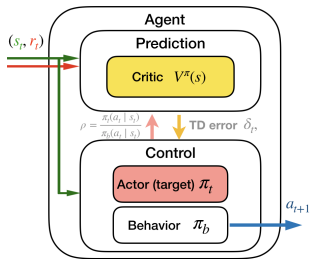 Agent
(s_t, r_t)
Prediction
Critic V^π(s)
ρ = π_t(a_t | s_t) / π_b(a_t | s_t)
TD error δ_t,
Control
Actor (target) π_t
a_{t+1}
Behavior π_b